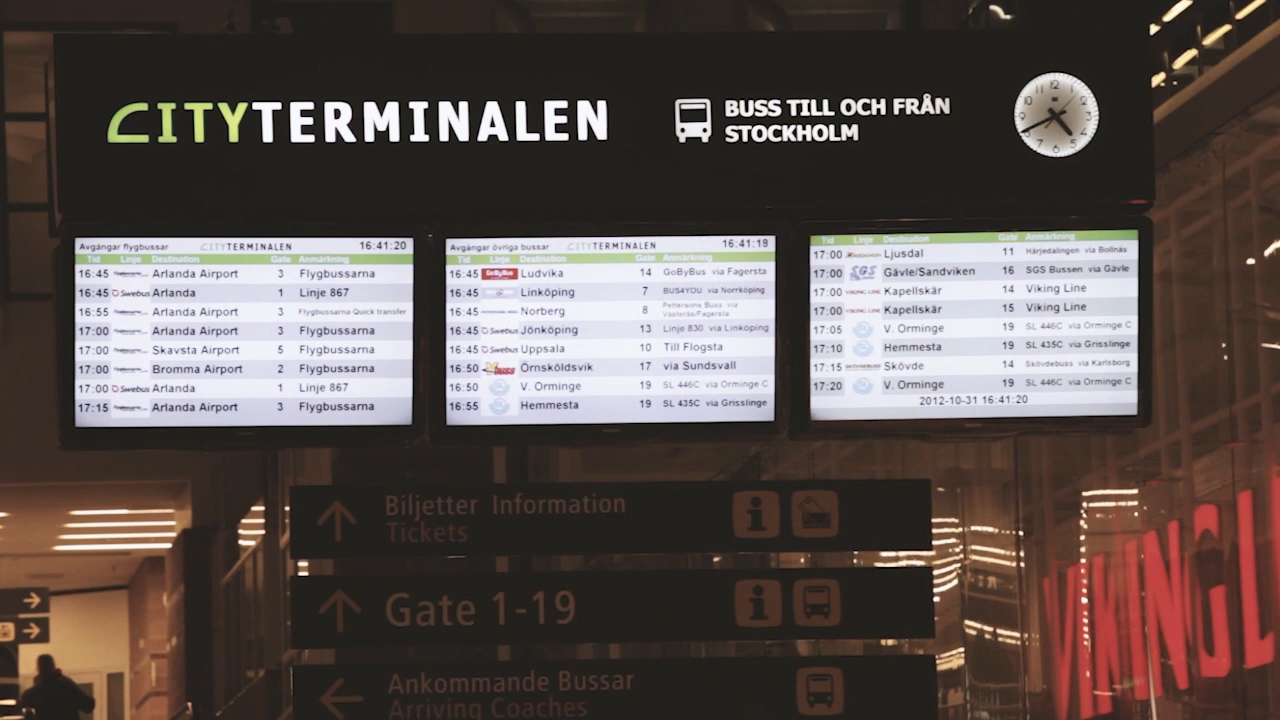 CITYTERMINALEN
BUSS TILL OCH FRÅN
STOCKHOLM
12
Avgångar flygbussar CITYTERMINALEN 16:41:20
Tid Linje Destination Gate Anmärkning
16:45 Arlanda Airport 3 Flygbussarna
16:45 Swebus Arlanda 1 Linje 867
16:55 Arlanda Airport 3 Flygbussarna Quick transfer
17:00 Arlanda Airport 3 Flygbussarna
17:00 Skavsta Airport 5 Flygbussarna
17:00 Bromma Airport 2 Flygbussarna
17:00 Swebus Arlanda 1 Linje 867
17:15 Arlanda Airport 3 Flygbussarna
Avgångar övriga bussar CITYTERMINALEN 16:41:19
Tid Linje Destination Gate Anmärkning
16:45 GoByBus Ludvika 14 GoByBus via Fagersta
16:45 Linköping 7 BUS4YOU via Norrköping
16:45 Norberg 8 Pettersons Buss via
Västerås/Fagersta
16:45 Swebus Jönköping 13 Linje 830 via Linköping
16:45 Swebus Uppsala 10 Till Flogsta
16:50 buss Örnsköldsvik 17 via Sundsvall
16:50 V. Orminge 19 SL 446C via Orminge C
16:55 Hemmesta 19 SL 435C via Grisslinge
Tid Linje Destination Gate Anmärkning
17:00 Ljusdal 11 Härjedalingen via Bollnäs
17:00 SGS Gävle/Sandviken 16 SGS Bussen via Gävle
17:00 VIKING LINE Kapellskär 14 Viking Line
17:00 VIKING LINE Kapellskär 15 Viking Line
17:05 V. Orminge 19 SL 446C via Orminge C
17:10 Hemmesta 19 SL 435C via Grisslinge
17:15 Skövde 14 Skövdebuss via Karlsborg
17:20 V. Orminge 19 SL 446C via Orminge C
2012-10-31 16:41:20
Biljetter Information
Tickets
Gate 1-19
Ankommande Bussar
Arriving Coaches
VIKING L